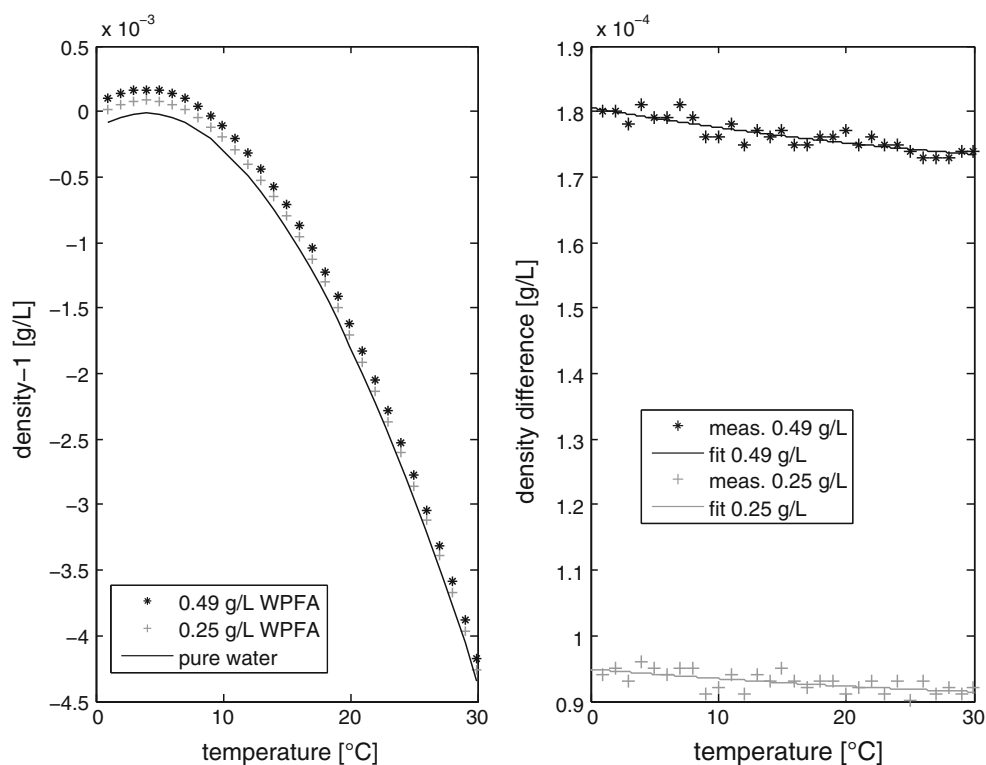 x 10⁻³
0.5
0
−0.5
−1
−1.5
−2
−2.5
−3
−3.5
−4
−4.5
density−1 [g/L]
0.49 g/L WPFA
0.25 g/L WPFA
pure water
0
10
20
30
temperature [°C]
x 10⁻⁴
1.9
1.8
1.7
1.6
1.5
1.4
1.3
1.2
1.1
1
0.9
density difference [g/L]
meas. 0.49 g/L
fit 0.49 g/L
meas. 0.25 g/L
fit 0.25 g/L
0
10
20
30
temperature [°C]